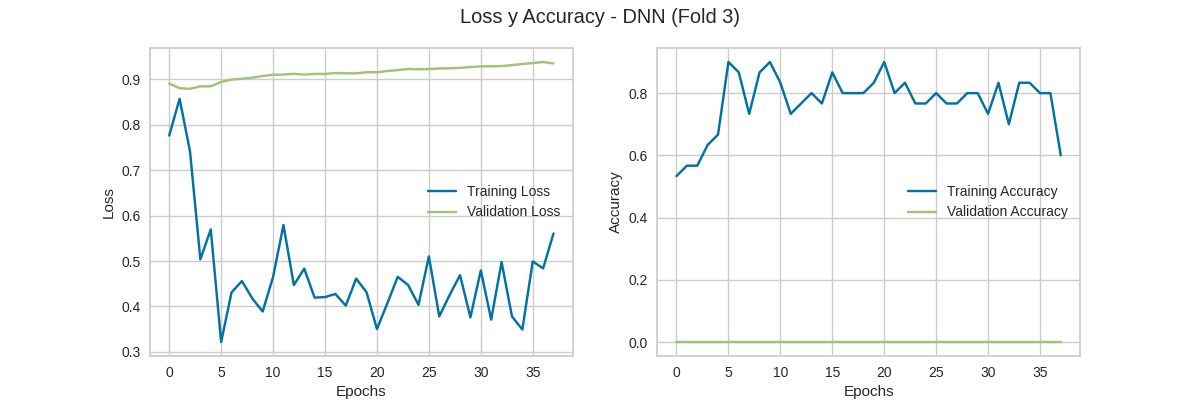 Loss y Accuracy - DNN (Fold 3)
Loss
0.9
0.8
0.7
0.6
0.5
0.4
0.3
Training Loss
Validation Loss
0 5 10 15 20 25 30 35
Epochs
Accuracy
0.8
0.6
0.4
0.2
0.0
Training Accuracy
Validation Accuracy
0 5 10 15 20 25 30 35
Epochs